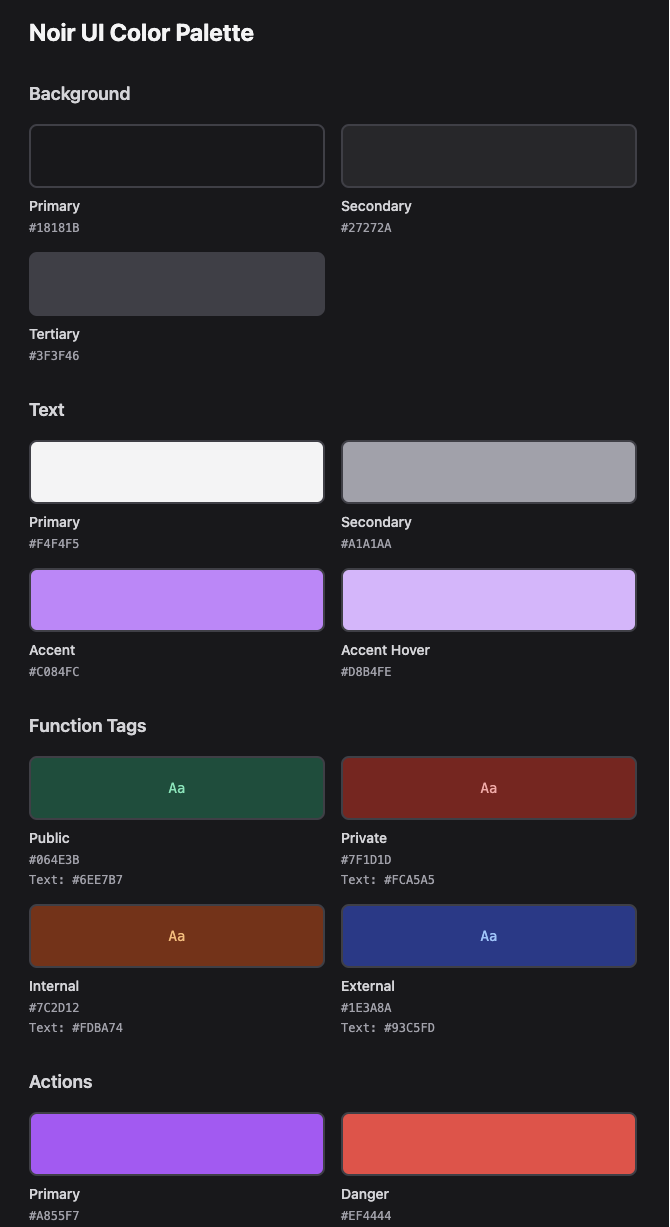 Noir UI Color Palette
Background
Primary
#18181B
Secondary
#27272A
Tertiary
#3F3F46
Text
Primary
#F4F4F5
Secondary
#A1A1AA
Accent
#C084FC
Accent Hover
#D8B4FE
Function Tags
Aa
Public
#064E3B
Text: #6EE7B7
Aa
Private
#7F1D1D
Text: #FCA5A5
Aa
Internal
#7C2D12
Text: #FDBA74
Aa
External
#1E3A8A
Text: #93C5FD
Actions
Primary
#A855F7
Danger
#EF4444